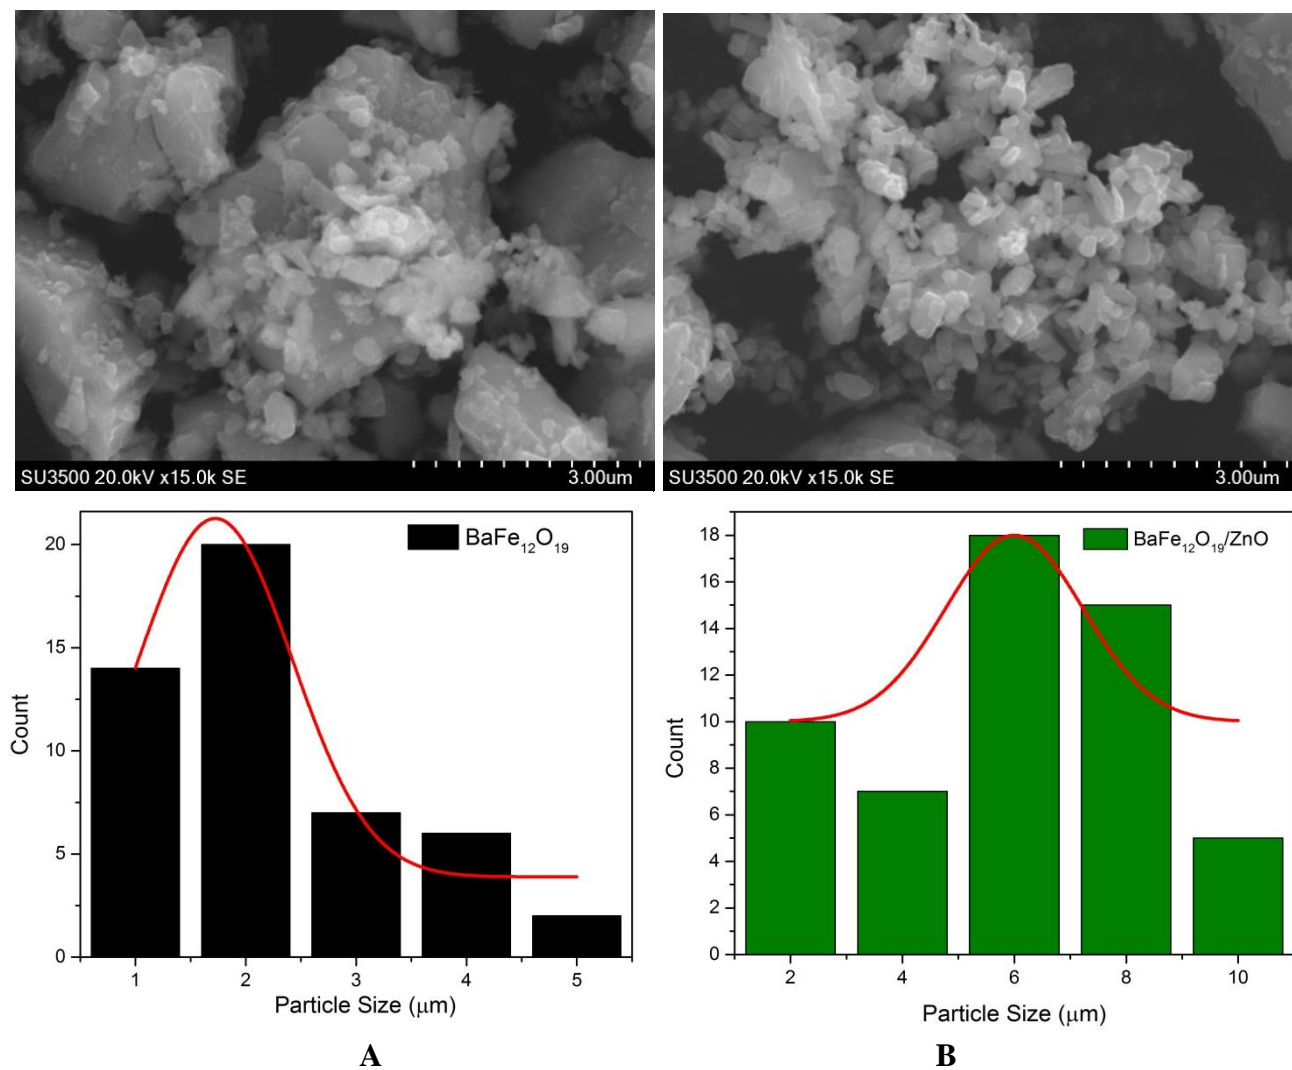 SU3500 20.0kV x15.0k SE 3.00um
SU3500 20.0kV x15.0k SE 3.00um
BaFe₁₂O₁₉
20
15
10
5
0
Count
1 2 3 4 5
Particle Size (μm)
A
BaFe₁₂O₁₉/ZnO
18
16
14
12
10
8
6
4
2
0
Count
2 4 6 8 10
Particle Size (μm)
B